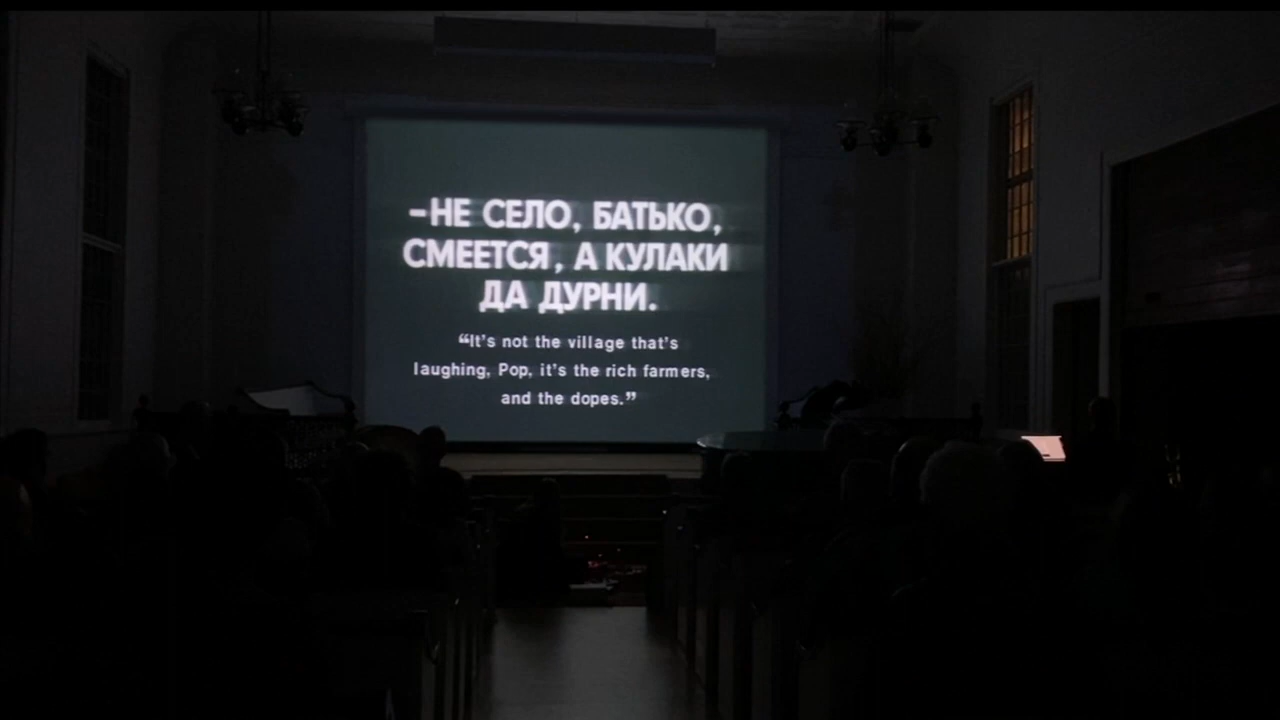 -НЕ СЕЛО, БАТЬКО,
СМЕЕТСЯ, А КУЛАКИ
ДА ДУРНИ.
“It's not the village that's
laughing, Pop, it's the rich farmers,
and the dopes.”